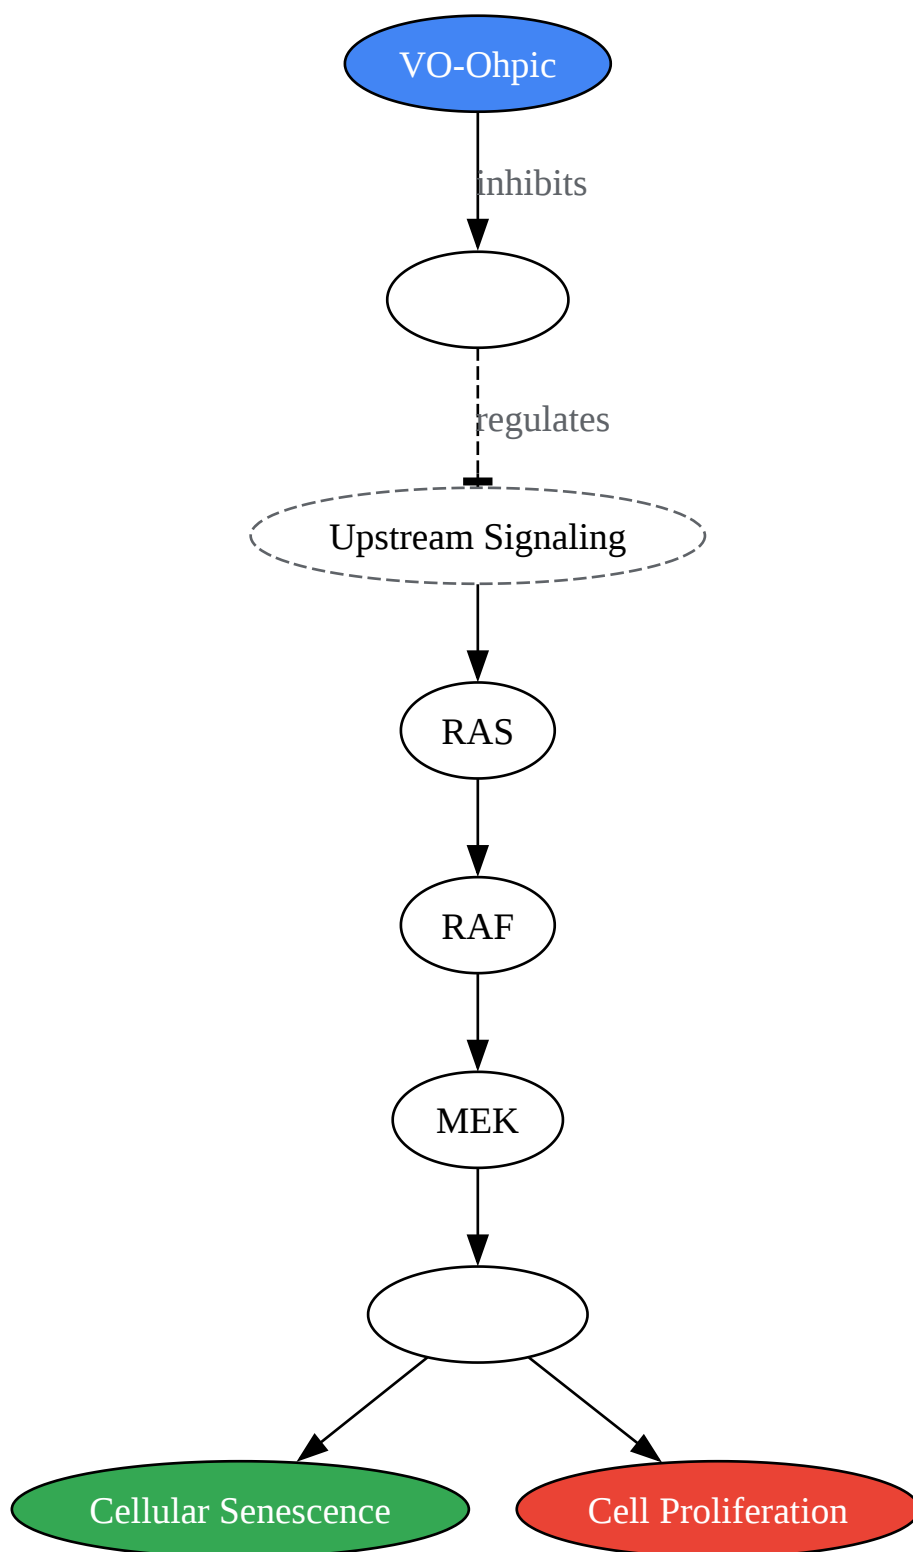 VO-Ohpic
inhibits
regulates
Upstream Signaling
RAS
RAF
MEK
Cellular Senescence
Cell Proliferation